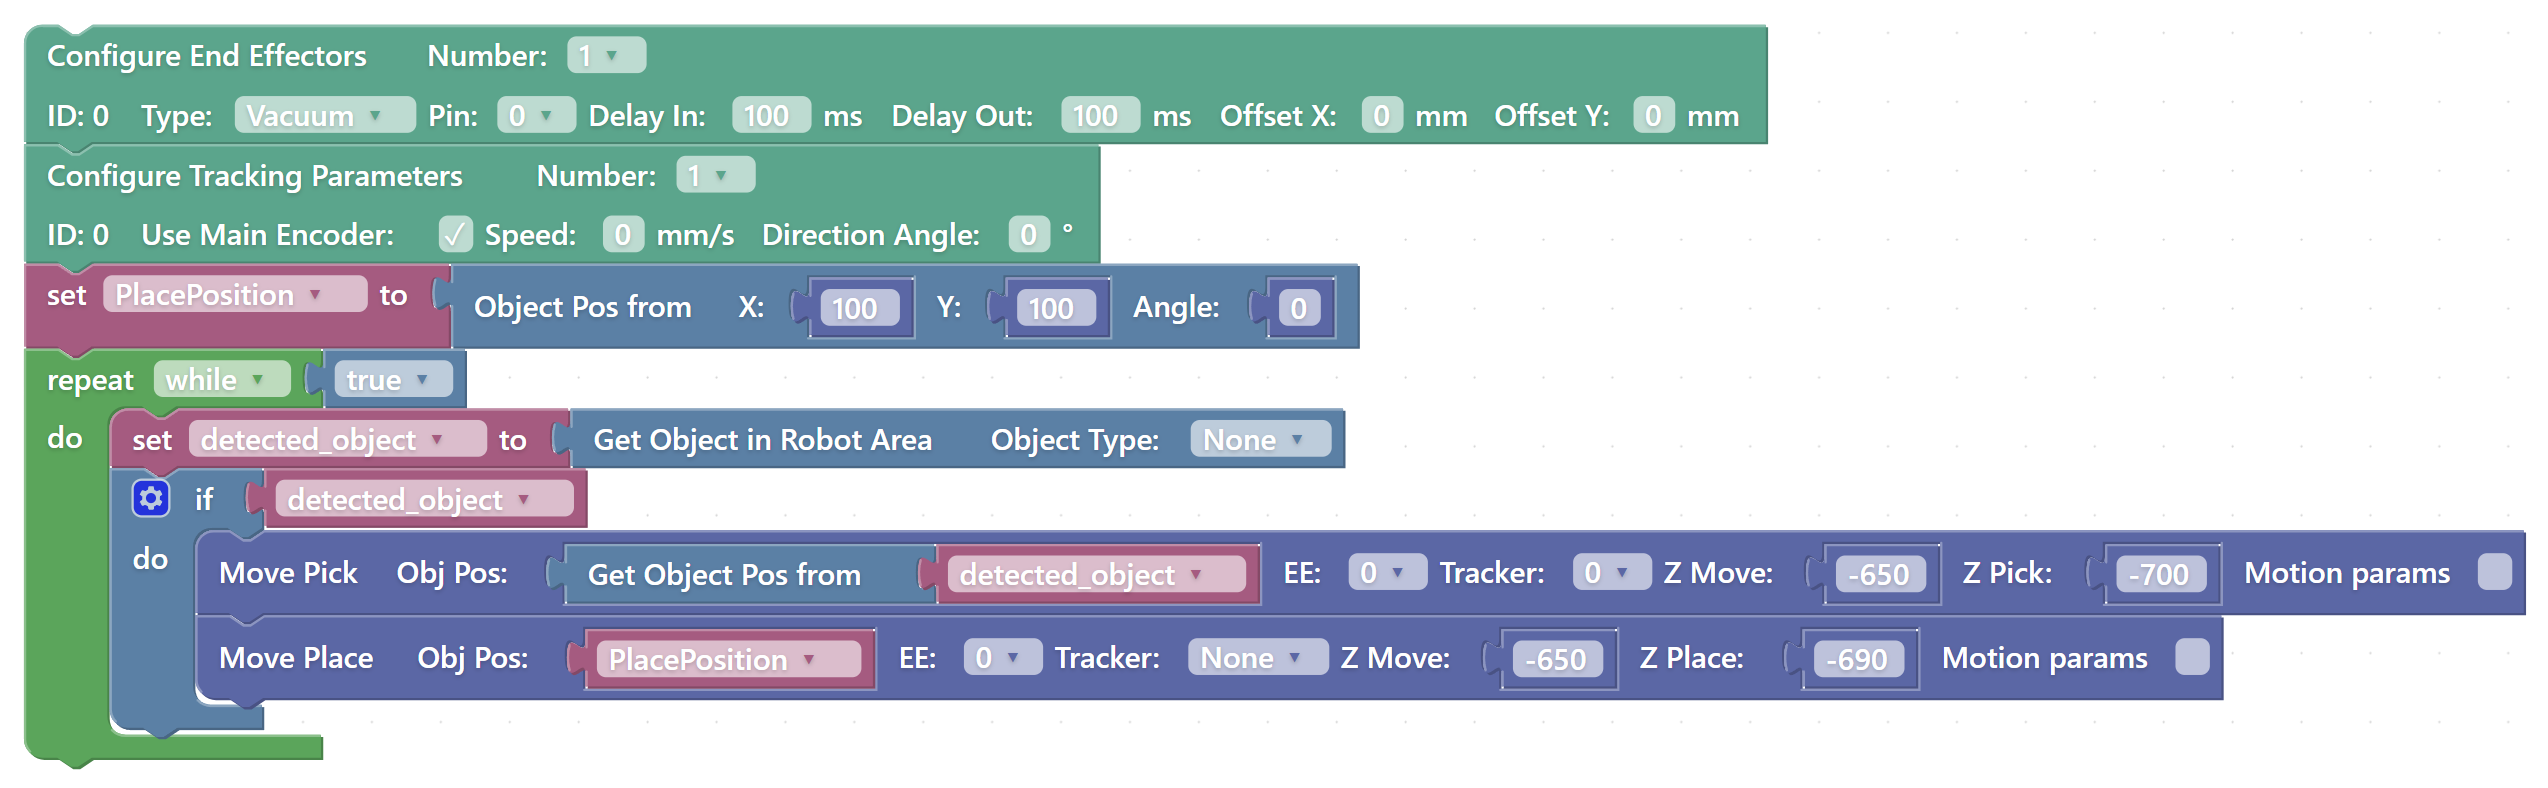 Configure End Effectors Number: 1
ID: 0 Type: Vacuum Pin: 0 Delay In: 100 ms Delay Out: 100 ms Offset X: 0 mm Offset Y: 0 mm
Configure Tracking Parameters Number: 1
ID: 0 Use Main Encoder: ✓ Speed: 0 mm/s Direction Angle: 0 °
set PlacePosition to Object Pos from X: 100 Y: 100 Angle: 0
repeat while true
do set detected_object to Get Object in Robot Area Object Type: None
if detected_object
do Move Pick Obj Pos: Get Object Pos from detected_object EE: 0 Tracker: 0 Z Move: -650 Z Pick: -700 Motion params
Move Place Obj Pos: PlacePosition EE: 0 Tracker: None Z Move: -650 Z Place: -690 Motion params